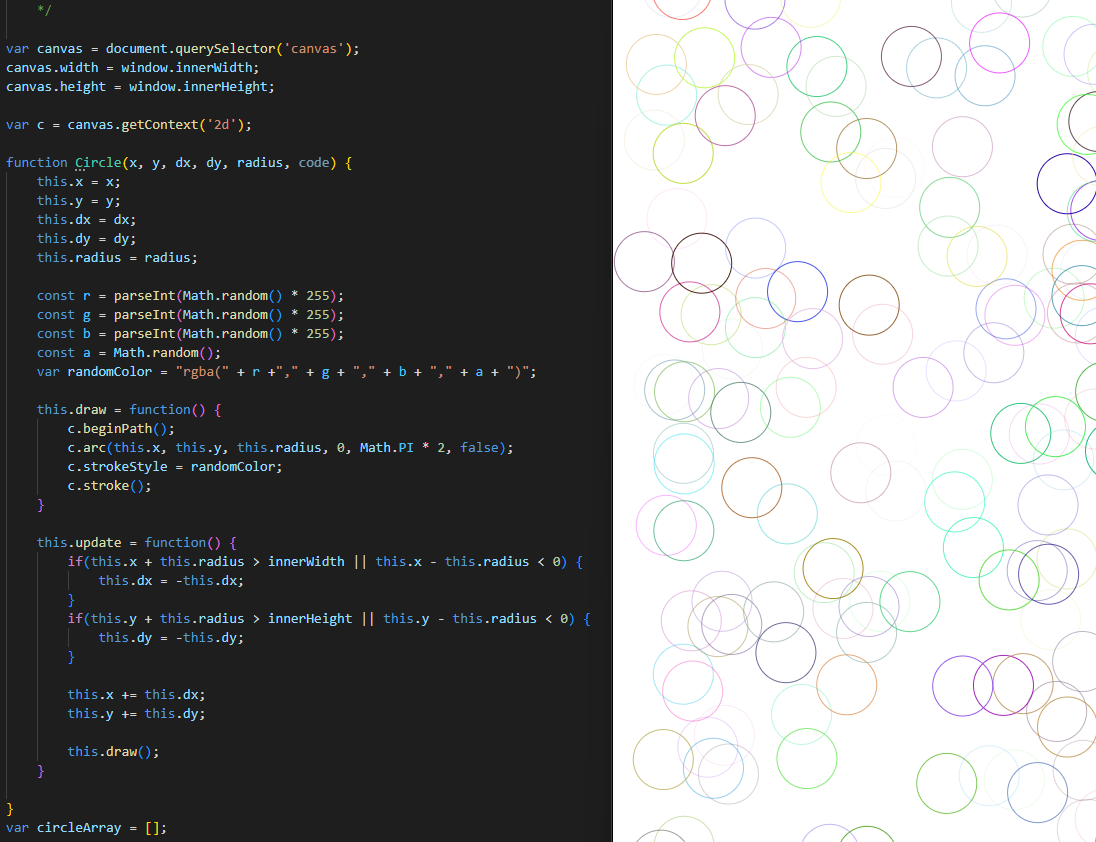 */
var canvas = document.querySelector('canvas');
canvas.width = window.innerWidth;
canvas.height = window.innerHeight;
var c = canvas.getContext('2d');
function Circle(x, y, dx, dy, radius, code) {
this.x = x;
this.y = y;
this.dx = dx;
this.dy = dy;
this.radius = radius;
const r = parseInt(Math.random() * 255);
const g = parseInt(Math.random() * 255);
const b = parseInt(Math.random() * 255);
const a = Math.random();
var randomColor = "rgba(" + r +"," + g + "," + b + "," + a + ")";
this.draw = function() {
c.beginPath();
c.arc(this.x, this.y, this.radius, 0, Math.PI * 2, false);
c.strokeStyle = randomColor;
c.stroke();
}
this.update = function() {
if(this.x + this.radius > innerWidth || this.x - this.radius < 0) {
this.dx = -this.dx;
}
if(this.y + this.radius > innerHeight || this.y - this.radius < 0) {
this.dy = -this.dy;
}
this.x += this.dx;
this.y += this.dy;
this.draw();
}
}
var circleArray = [];